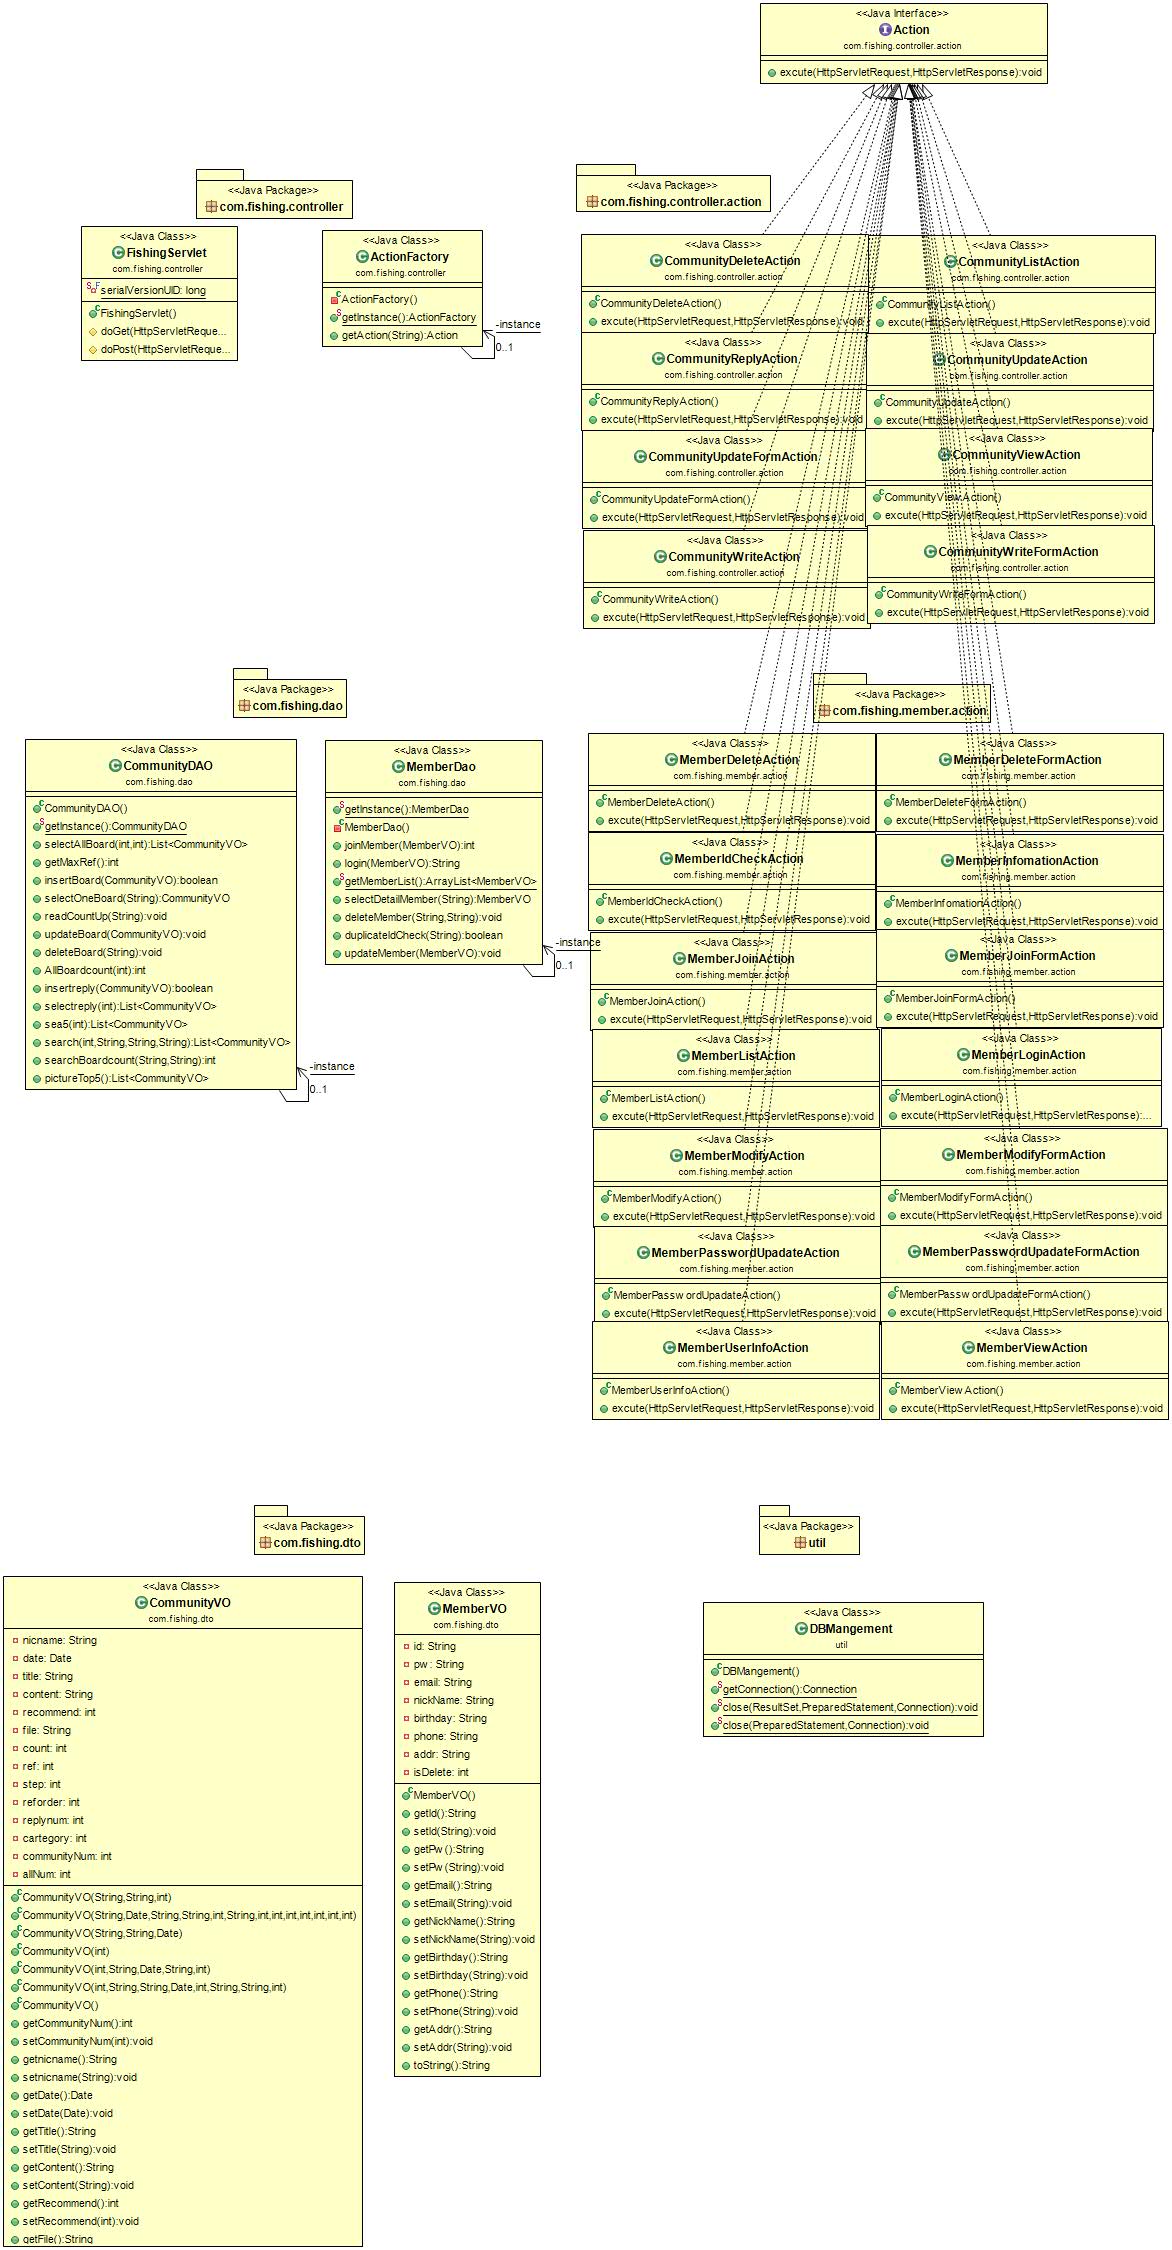 <<Java Interface>>
Action
com.fishing.controller.action
excute(HttpServletRequest,HttpServletResponse):void
<<Java Package>>
com.fishing.controller
<<Java Class>>
FishingServlet
com.fishing.controller
serialVersionUID: long
FishingServlet()
doGet(HttpServletReque...
doPost(HttpServletReque...
<<Java Class>>
ActionFactory
com.fishing.controller
ActionFactory()
getInstance():ActionFactory
getAction(String):Action
-instance
0..1
<<Java Package>>
com.fishing.controller.action
<<Java Class>>
CommunityDeleteAction
com.fishing.controller.action
CommunityDeleteAction()
excute(HttpServletRequest,HttpServletResponse):void
<<Java Class>>
CommunityListAction
com.fishing.controller.action
CommunityListAction()
excute(HttpServletRequest,HttpServletResponse):void
<<Java Class>>
CommunityReplyAction
com.fishing.controller.action
CommunityReplyAction()
excute(HttpServletRequest,HttpServletResponse):void
<<Java Class>>
CommunityUpdateAction
com.fishing.controller.action
CommunityUpdateAction()
excute(HttpServletRequest,HttpServletResponse):void
<<Java Class>>
CommunityUpdateFormAction
com.fishing.controller.action
CommunityUpdateFormAction()
excute(HttpServletRequest,HttpServletResponse):void
<<Java Class>>
CommunityViewAction
com.fishing.controller.action
CommunityViewAction()
excute(HttpServletRequest,HttpServletResponse):void
<<Java Class>>
CommunityWriteAction
com.fishing.controller.action
CommunityWriteAction()
excute(HttpServletRequest,HttpServletResponse):void
<<Java Class>>
CommunityWriteFormAction
com.fishing.controller.action
CommunityWriteFormAction()
excute(HttpServletRequest,HttpServletResponse):void
<<Java Package>>
com.fishing.dao
<<Java Class>>
CommunityDAO
com.fishing.dao
CommunityDAO()
getInstance():CommunityDAO
selectAllBoard(int,int):List<CommunityVO>
getMaxRef():int
insertBoard(CommunityVO):boolean
selectOneBoard(String):CommunityVO
readCountUp(String):void
updateBoard(CommunityVO):void
deleteBoard(String):void
AllBoardcount(int):int
insertreply(CommunityVO):boolean
selectreply(int):List<CommunityVO>
sea5(int):List<CommunityVO>
search(int,String,String,String):List<CommunityVO>
searchBoardcount(String,String):int
pictureTop5():List<CommunityVO>
-instance
0..1
<<Java Class>>
MemberDao
com.fishing.dao
getInstance():MemberDao
MemberDao()
joinMember(MemberVO):int
login(MemberVO):String
getMemberList():ArrayList<MemberVO>
selectDetailMember(String):MemberVO
deleteMember(String,String):void
duplicateIdCheck(String):boolean
updateMember(MemberVO):void
-instance
0..1
<<Java Package>>
com.fishing.member.action
<<Java Class>>
MemberDeleteAction
com.fishing.member.action
MemberDeleteAction()
excute(HttpServletRequest,HttpServletResponse):void
<<Java Class>>
MemberDeleteFormAction
com.fishing.member.action
MemberDeleteFormAction()
excute(HttpServletRequest,HttpServletResponse):void
<<Java Class>>
MemberIdCheckAction
com.fishing.member.action
MemberIdCheckAction()
excute(HttpServletRequest,HttpServletResponse):void
<<Java Class>>
MemberInfomationAction
com.fishing.member.action
MemberInfomationAction()
excute(HttpServletRequest,HttpServletResponse):void
<<Java Class>>
MemberJoinAction
com.fishing.member.action
MemberJoinAction()
excute(HttpServletRequest,HttpServletResponse):void
<<Java Class>>
MemberJoinFormAction
com.fishing.member.action
MemberJoinFormAction()
excute(HttpServletRequest,HttpServletResponse):void
<<Java Class>>
MemberListAction
com.fishing.member.action
MemberListAction()
excute(HttpServletRequest,HttpServletResponse):void
<<Java Class>>
MemberLoginAction
com.fishing.member.action
MemberLoginAction()
excute(HttpServletRequest,HttpServletResponse):...
<<Java Class>>
MemberModifyAction
com.fishing.member.action
MemberModifyAction()
excute(HttpServletRequest,HttpServletResponse):void
<<Java Class>>
MemberModifyFormAction
com.fishing.member.action
MemberModifyFormAction()
excute(HttpServletRequest,HttpServletResponse):void
<<Java Class>>
MemberPasswordUpadateAction
com.fishing.member.action
MemberPasswordUpadateAction()
excute(HttpServletRequest,HttpServletResponse):void
<<Java Class>>
MemberPasswordUpadateFormAction
com.fishing.member.action
MemberPasswordUpadateFormAction()
excute(HttpServletRequest,HttpServletResponse):void
<<Java Class>>
MemberUserInfoAction
com.fishing.member.action
MemberUserInfoAction()
excute(HttpServletRequest,HttpServletResponse):void
<<Java Class>>
MemberViewAction
com.fishing.member.action
MemberViewAction()
excute(HttpServletRequest,HttpServletResponse):void
<<Java Package>>
com.fishing.dto
<<Java Class>>
CommunityVO
com.fishing.dto
nicname: String
date: Date
title: String
content: String
recommend: int
file: String
count: int
ref: int
step: int
reforder: int
replynum: int
cartegory: int
communityNum: int
allNum: int
CommunityVO(String,String,int)
CommunityVO(String,Date,String,String,int,String,int,int,int,int,int,int,int)
CommunityVO(String,String,Date)
CommunityVO(int)
CommunityVO(int,String,Date,String,int)
CommunityVO(int,String,String,Date,int,String,String,int)
CommunityVO()
getCommunityNum():int
setCommunityNum(int):void
getnicname():String
setnicname(String):void
getDate():Date
setDate(Date):void
getTitle():String
setTitle(String):void
getContent():String
setContent(String):void
getRecommend():int
setRecommend(int):void
getFile():String
<<Java Class>>
MemberVO
com.fishing.dto
id: String
pw: String
email: String
nickName: String
birthday: String
phone: String
addr: String
isDelete: int
MemberVO()
getId():String
setId(String):void
getPw():String
setPw(String):void
getEmail():String
setEmail(String):void
getNickName():String
setNickName(String):void
getBirthday():String
setBirthday(String):void
getPhone():String
setPhone(String):void
getAddr():String
setAddr(String):void
toString():String
<<Java Package>>
util
<<Java Class>>
DBMangement
util
DBMangement()
getConnection():Connection
close(ResultSet,PreparedStatement,Connection):void
close(PreparedStatement,Connection):void